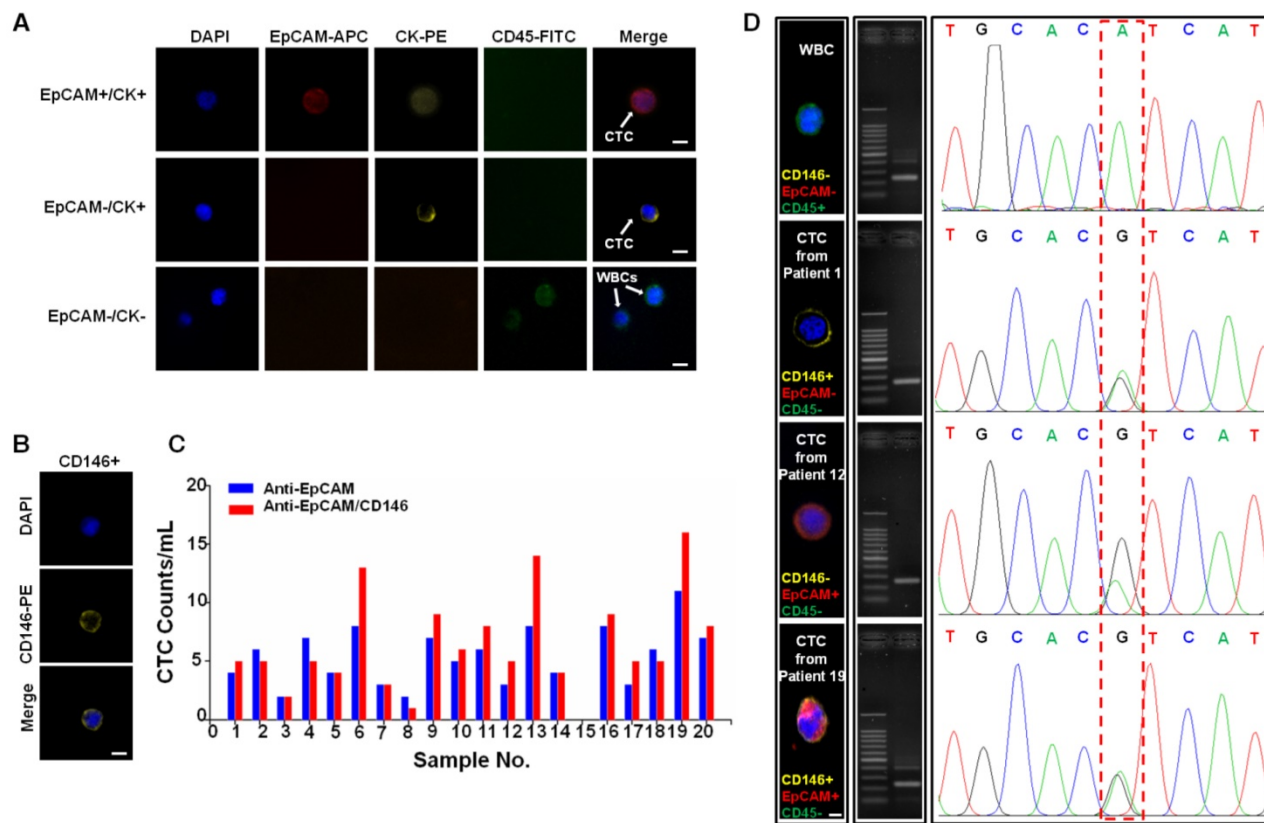 A
DAPI EpCAM-APC CK-PE CD45-FITC Merge
EpCAM+/CK+
CTC
EpCAM-/CK+
CTC
EpCAM-/CK-
WBCs
B
CD146+
DAPI
CD146-PE
Merge
C
Anti-EpCAM
Anti-EpCAM/CD146
CTC Counts/mL
20
15
10
5
0
0 1 2 3 4 5 6 7 8 9 10 11 12 13 14 15 16 17 18 19 20
Sample No.
D
WBC
CD146-
EpCAM-
CD45+
T G C A C A T C A T
CTC
from
Patient 1
CD146+
EpCAM-
CD45-
T G C A C G T C A T
CTC
from
Patient 12
CD146-
EpCAM+
CD45-
T G C A C G T C A T
CTC
from
Patient 19
CD146+
EpCAM+
CD45-
T G C A C G T C A T